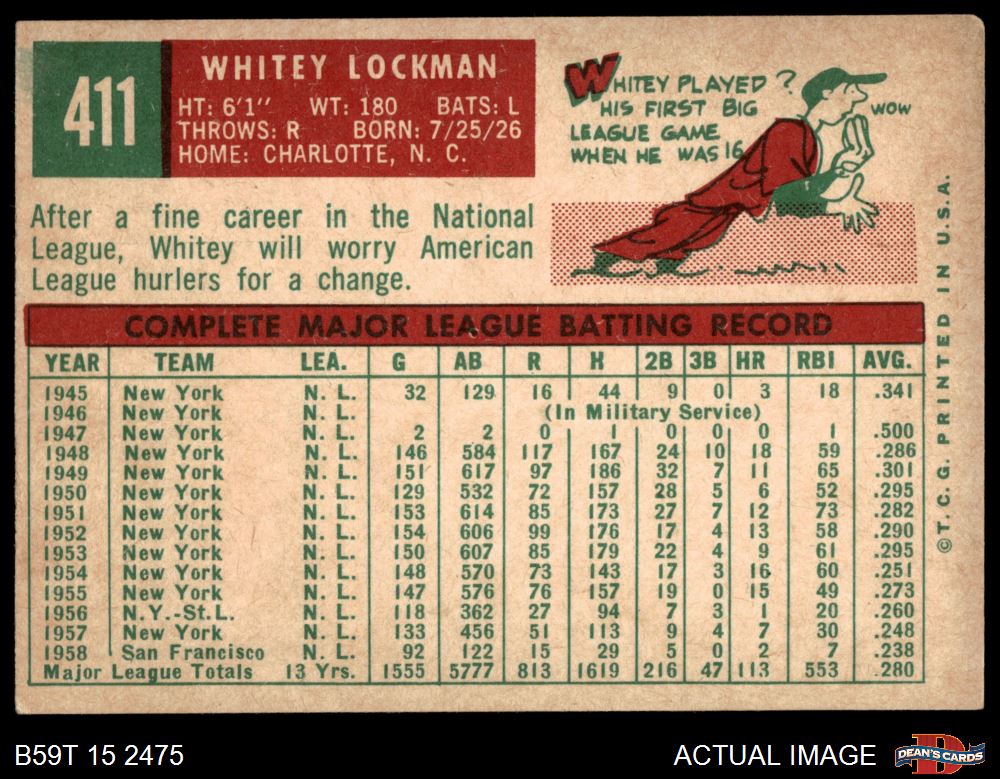 411
WHITEY LOCKMAN
HT: 6'1" WT: 180 BATS: L
THROWS: R BORN: 7/25/26
HOME: CHARLOTTE, N. C.
WHITEY PLAYED ?
HIS FIRST BIG
LEAGUE GAME
WHEN HE WAS 16
WOW
After a fine career in the National
League, Whitey will worry American
League hurlers for a change.
COMPLETE MAJOR LEAGUE BATTING RECORD
YEAR TEAM LEA. G AB R H 2B 3B HR RBI AVG.
1945 New York N. L. 32 129 16 44 9 0 3 18 .341
1946 New York N. L. (In Military Service)
1947 New York N. L. 2 2 0 1 0 0 0 1 .500
1948 New York N. L. 146 584 117 167 24 10 18 59 .286
1949 New York N. L. 151 617 97 186 32 7 11 65 .301
1950 New York N. L. 129 532 72 157 28 5 6 52 .295
1951 New York N. L. 153 614 85 173 27 7 12 73 .282
1952 New York N. L. 154 606 99 176 17 4 13 58 .290
1953 New York N. L. 150 607 85 179 22 4 9 61 .295
1954 New York N. L. 148 570 73 143 17 3 16 60 .251
1955 New York N. L. 147 576 76 157 19 0 15 49 .273
1956 N.Y.-St.L. N. L. 118 362 27 94 7 3 1 20 .260
1957 New York N. L. 133 456 51 113 9 4 7 30 .248
1958 San Francisco N. L. 92 122 15 29 5 0 2 7 .238
Major League Totals 13 Yrs. 1555 5777 813 1619 216 47 113 553 .280
© T. C. G. PRINTED IN U.S.A.
B59T 15 2475
ACTUAL IMAGE
D
DEAN'S CARDS